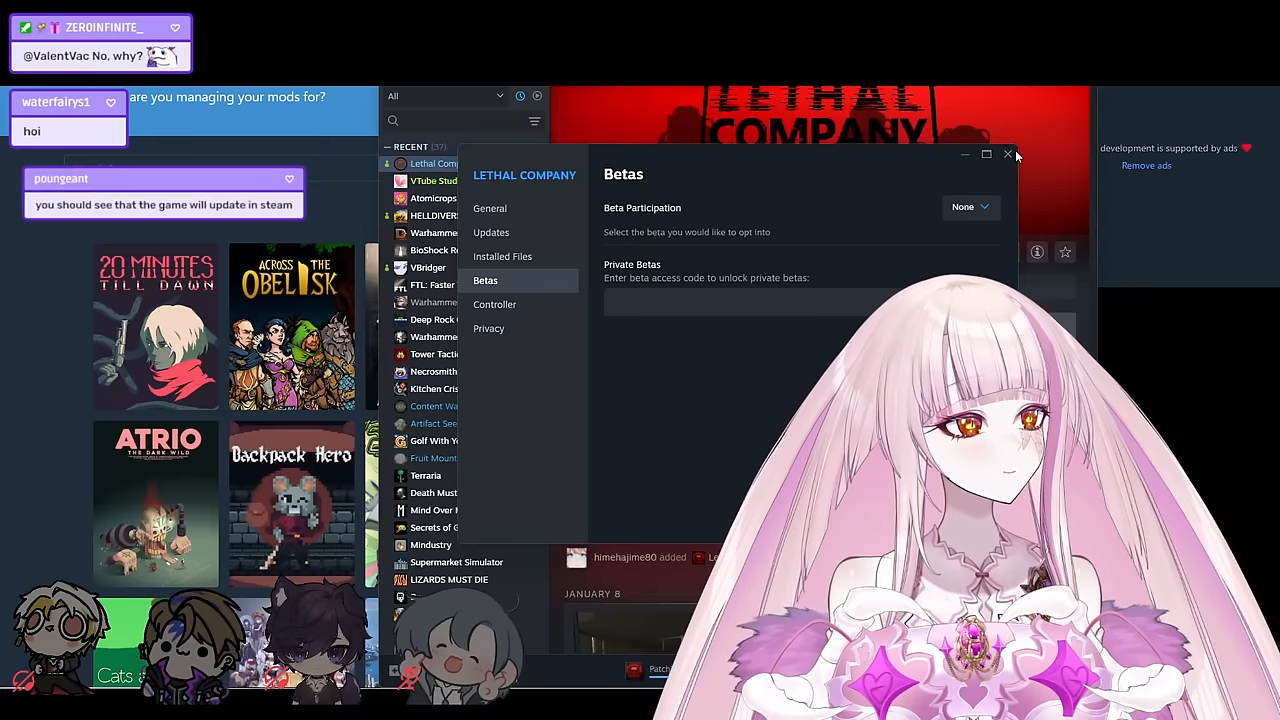 ZEROINFINITE_
@ValentVac No, why?
waterfairys1
hoi
are you managing your mods for?
poungeant
you should see that the game will update in steam
20 MINUTES
TILL DAWN
ACROSS
THE
OBELISK
ATRIO
THE DARK WILD
Backpack Hero
Cats
All
RECENT (37)
Lethal Comp
VTube Stud
Atomicrops
HELLDIVER
Warhamme
BioShock R
VBridger
FTL: Faster
Warhamme
Deep Rock
Warhamme
Tower Tacti
Necrosmith
Kitchen Cris
Content Wa
Artifact See
Golf With Y
Fruit Mount
Terraria
Death Must
Mind Over
Secrets of G
Mindustry
Supermarket Simulator
LIZARDS MUST DIE
LETHAL
COMPANY
LETHAL COMPANY
General
Updates
Installed Files
Betas
Controller
Privacy
Betas
Beta Participation
None
Select the beta you would like to opt into
Private Betas
Enter beta access code to unlock private betas:
himehajime80 added
Le
JANUARY 8
Patch
development is supported by ads
Remove ads